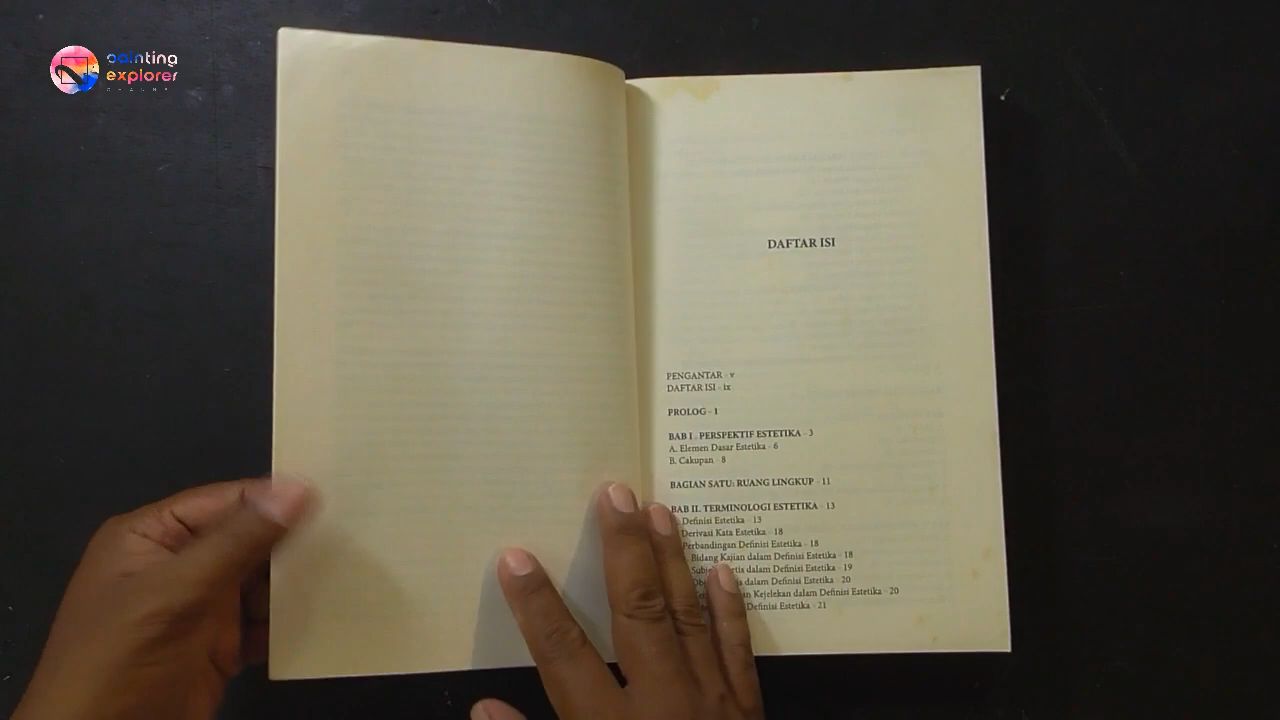 painting
explorer
CHANNEL
DAFTAR ISI
PENGANTAR - v
DAFTAR ISI - ix
PROLOG - 1
BAB I . PERSPEKTIF ESTETIKA - 3
A. Elemen Dasar Estetika - 6
B. Cakupan - 8
BAGIAN SATU: RUANG LINGKUP - 11
BAB II. TERMINOLOGI ESTETIKA - 13
Definisi Estetika - 13
Derivasi Kata Estetika - 18
Perbandingan Definisi Estetika - 18
Bidang Kajian dalam Definisi Estetika - 18
dalam Definisi Estetika - 19
dalam Definisi Estetika - 20
Kejelekan dalam Definisi Estetika - 20
Definisi Estetika - 21